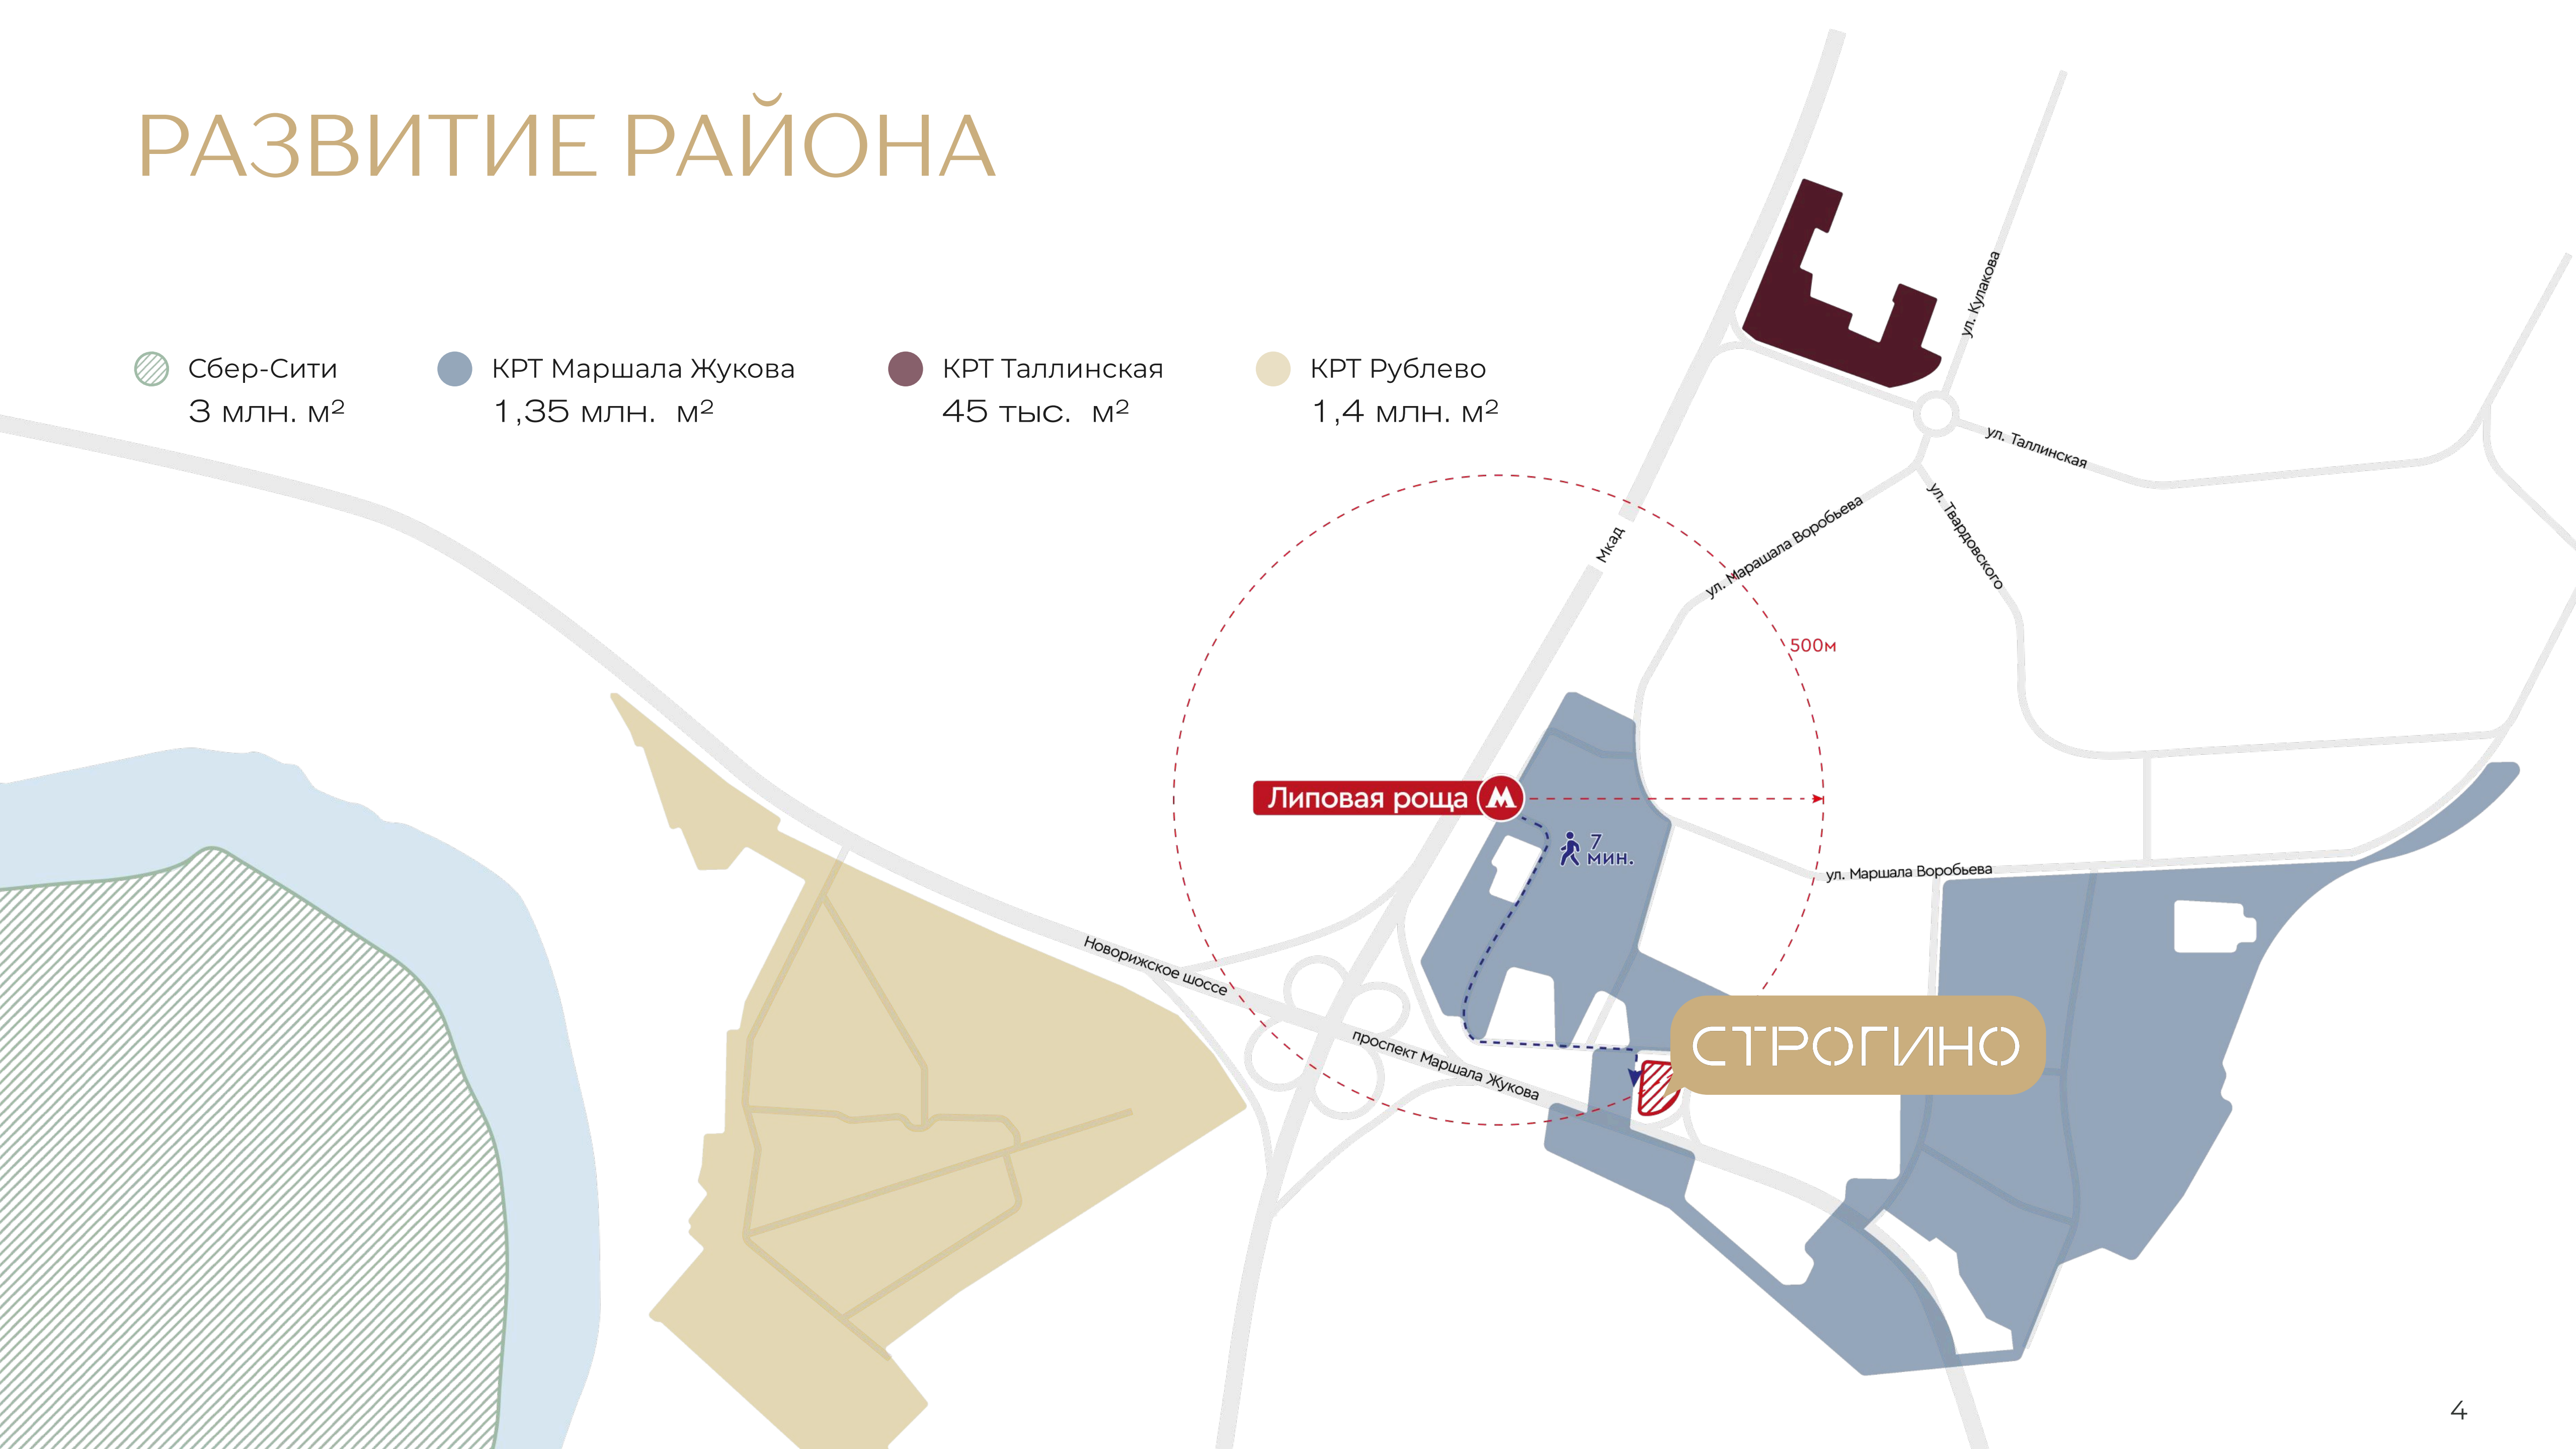 РАЗВИТИЕ РАЙОНА
Сбер-Сити
3 млн. м²
КРТ Маршала Жукова
1,35 млн. м²
КРТ Таллинская
45 тыс. м²
КРТ Рублево
1,4 млн. м²
ул. Кулакова
ул. Таллинская
ул. Твардовского
ул. Марашала Воробьева
Мкад
500м
Липовая роща М
7
мин.
ул. Маршала Воробьева
Новорижское шоссе
проспект Маршала Жукова
СТРОГИНО
4